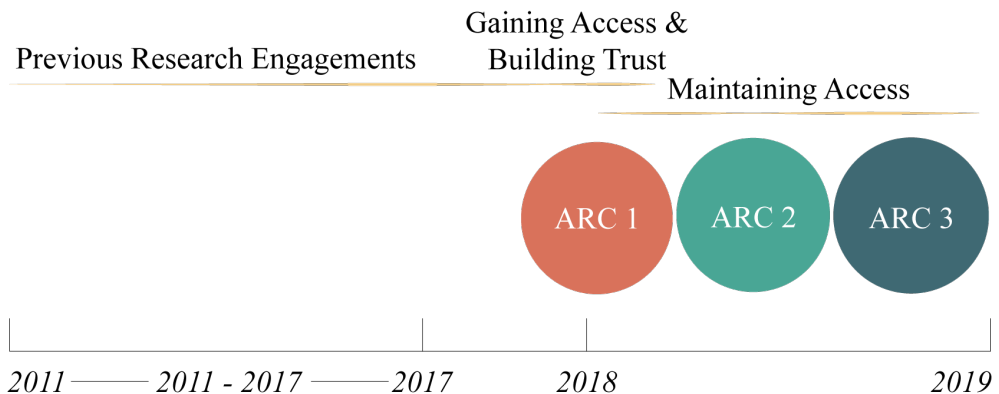 Gaining Access &
Building Trust
Previous Research Engagements
Maintaining Access
ARC 1
ARC 2
ARC 3
2011
2011 - 2017
2017
2018
2019